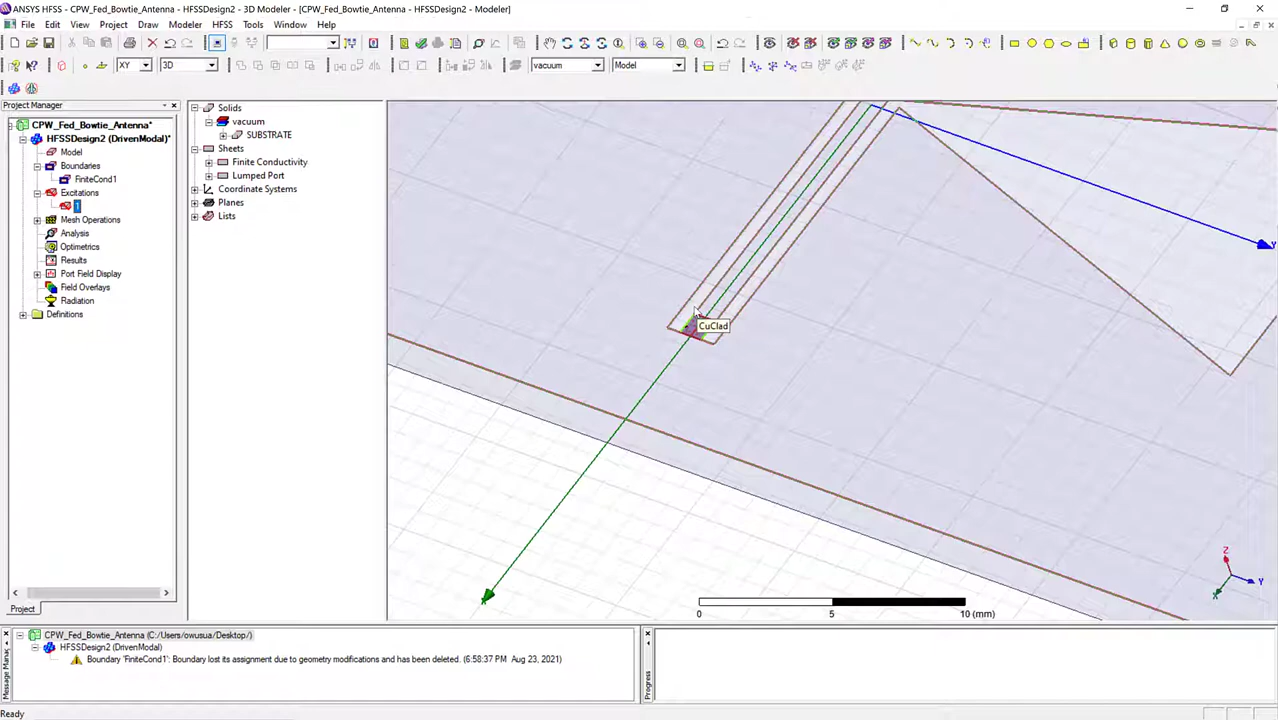 ANSYS HFSS - CPW_Fed_Bowtie_Antenna - HFSSDesign2 - 3D Modeler - [CPW_Fed_Bowtie_Antenna - HFSSDesign2 - Modeler]
File Edit View Project Draw Modeler HFSS Tools Window Help
XY 3D vacuum Model
Project Manager
CPW_Fed_Bowtie_Antenna*
HFSSDesign2 (DrivenModal)*
Model
Boundaries
FiniteCond1
Excitations
1
Mesh Operations
Analysis
Optimetrics
Results
Port Field Display
Field Overlays
Radiation
Definitions
Project
Solids
vacuum
SUBSTRATE
Sheets
Finite Conductivity
Lumped Port
Coordinate Systems
Planes
Lists
CuClad
Y
X
Z
Y
X
0 5 10 (mm)
Message Mana
CPW_Fed_Bowtie_Antenna (C:/Users/owusua/Desktop/)
HFSSDesign2 (DrivenModal)
Boundary 'FiniteCond1': Boundary lost its assignment due to geometry modifications and has been deleted. (6:58:37 PM Aug 23, 2021)
Progress
Ready